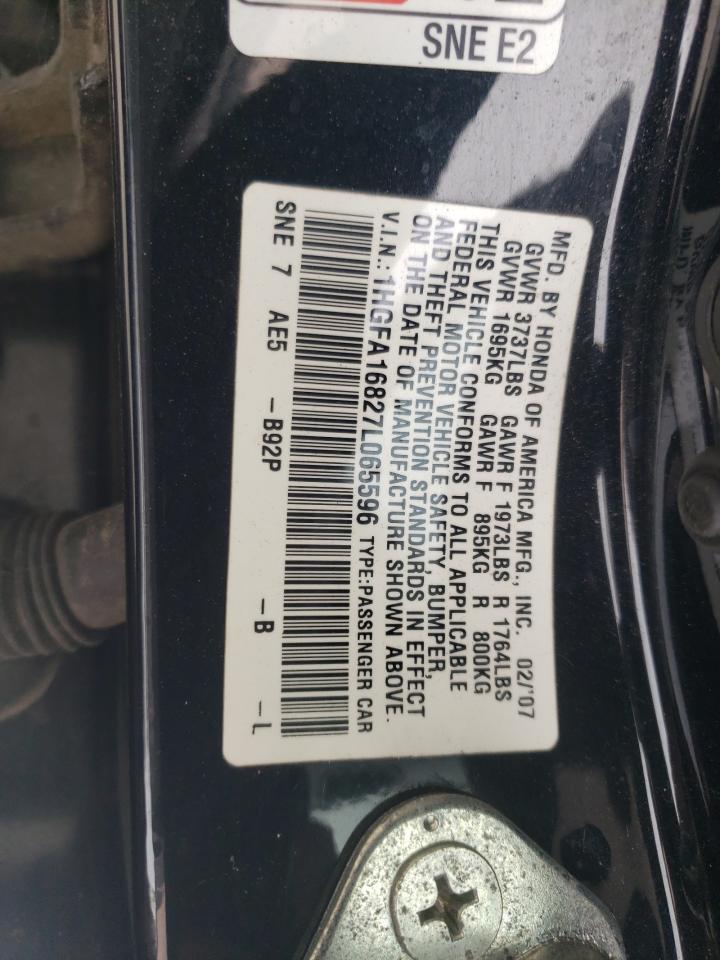 SNE E2
MFD. BY HONDA OF AMERICA MFG., INC. 02/'07
GVWR 3737LBS GAWR F 1973LBS R 1764LBS
GVWR 1695KG GAWR F 895KG R 800KG
THIS VEHICLE CONFORMS TO ALL APPLICABLE
FEDERAL MOTOR VEHICLE SAFETY, BUMPER,
AND THEFT PREVENTION STANDARDS IN EFFECT
ON THE DATE OF MANUFACTURE SHOWN ABOVE.
V.I.N.: 1HGFA16827L065596 TYPE:PASSENGER CAR
SNE 7 AE5 -B92P -B -L